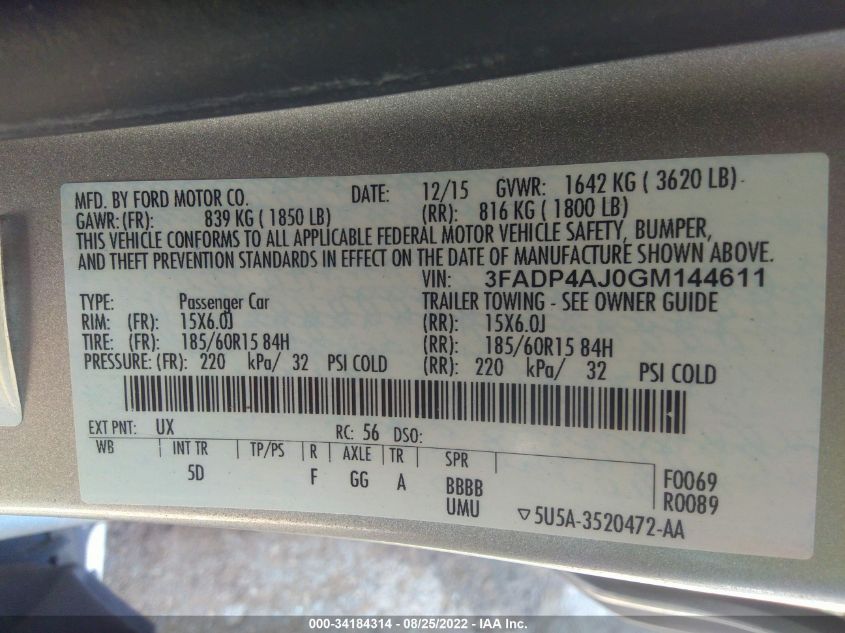 MFD. BY FORD MOTOR CO. DATE: 12/15 GVWR: 1642 KG ( 3620 LB)
GAWR: (FR): 839 KG ( 1850 LB) (RR): 816 KG ( 1800 LB)
THIS VEHICLE CONFORMS TO ALL APPLICABLE FEDERAL MOTOR VEHICLE SAFETY, BUMPER,
AND THEFT PREVENTION STANDARDS IN EFFECT ON THE DATE OF MANUFACTURE SHOWN ABOVE.
VIN: 3FADP4AJ0GM144611
TYPE: Passenger Car TRAILER TOWING - SEE OWNER GUIDE
RIM: (FR): 15X6.0J (RR): 15X6.0J
TIRE: (FR): 185/60R15 84H (RR): 185/60R15 84H
PRESSURE: (FR): 220 kPa/ 32 PSI COLD (RR): 220 kPa/ 32 PSI COLD
EXT PNT: UX RC: 56 DSO:
WB INT TR TP/PS R AXLE TR SPR
5D F GG A BBBB F0069
UMU R0089
▽5U5A-3520472-AA
000-34184314 - 08/25/2022 - IAA Inc.